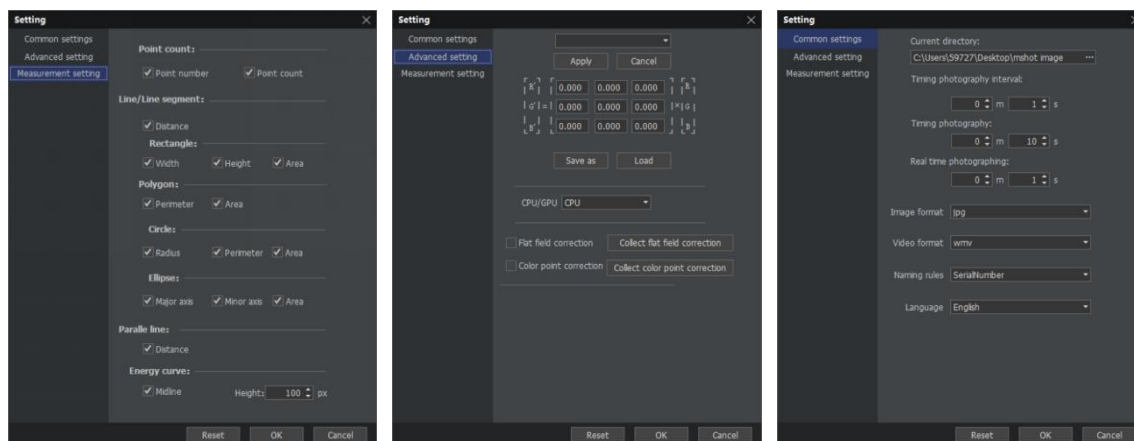 Setting
Common settings
Advanced setting
Measurement setting
Point count:
Point number Point count
Line/Line segment:
Distance
Rectangle:
Width Height Area
Polygon:
Perimeter Area
Circle:
Radius Perimeter Area
Ellipse:
Major axis Minor axis Area
Paralle line:
Distance
Energy curve:
Midline Height: 100 px
Reset OK Cancel
Setting
Common settings
Advanced setting
Measurement setting
Apply Cancel
R' 0.000 0.000 0.000 R
G' = 0.000 0.000 0.000 * G
B' 0.000 0.000 0.000 B
Save as Load
CPU/GPU CPU
Flat field correction Collect flat field correction
Color point correction Collect color point correction
Reset OK Cancel
Setting
Common settings
Advanced setting
Measurement setting
Current directory:
C:\Users\59727\Desktop\mshot image ...
Timing photography interval:
0 m 1 s
Timing photography:
0 m 10 s
Real time photographing:
0 m 1 s
Image format jpg
Video format wmv
Naming rules SerialNumber
Language English
Reset OK Cancel